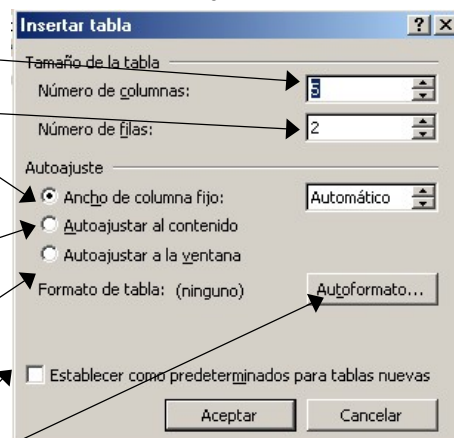 Insertar tabla
Tamaño de la tabla
Número de columnas: 5
Número de filas: 2
Autoajuste
Ancho de columna fijo: Automático
Autoajustar al contenido
Autoajustar a la ventana
Formato de tabla: (ninguno) Autoformato...
Establecer como predeterminados para tablas nuevas
Aceptar Cancelar